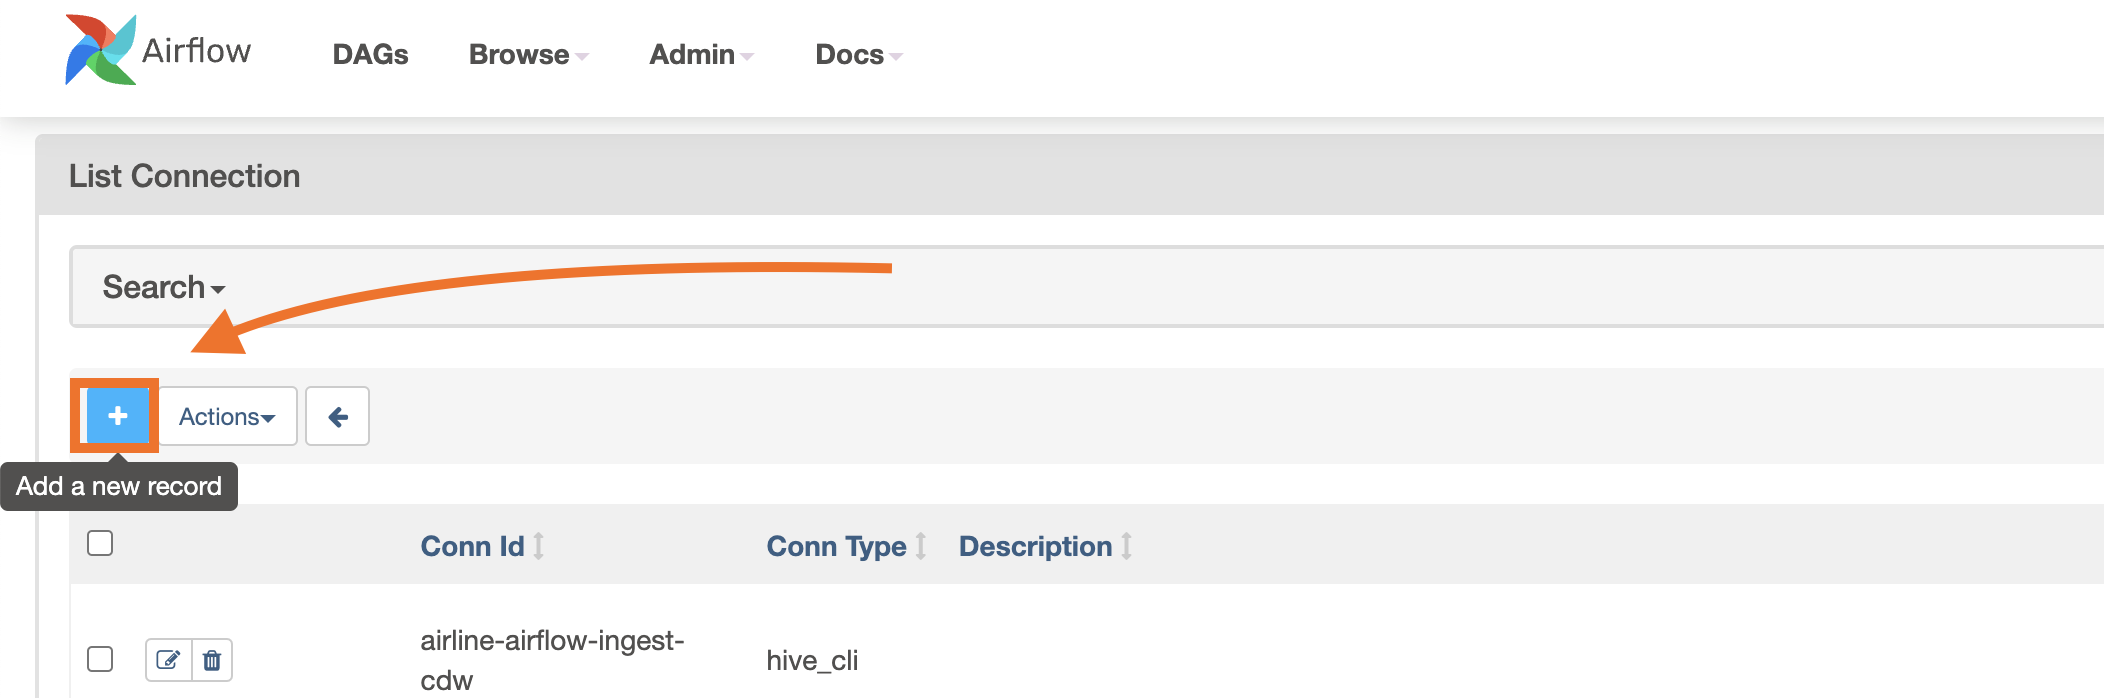 Airflow DAGs Browse Admin Docs
List Connection
Search
+ Actions
Add a new record
Conn Id Conn Type Description
airline-airflow-ingest-
cdw
hive_cli